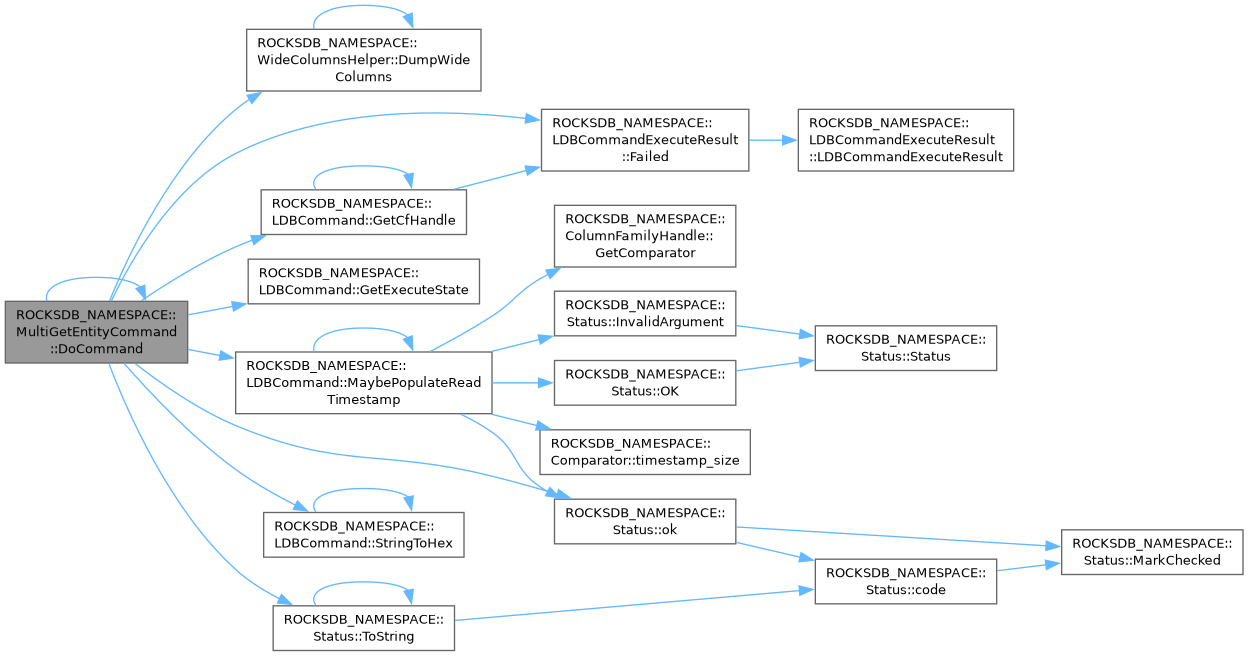 ROCKSDB_NAMESPACE::
MultiGetEntityCommand
::DoCommand
ROCKSDB_NAMESPACE::
WideColumnsHelper::DumpWide
Columns
ROCKSDB_NAMESPACE::
LDBCommandExecuteResult
::Failed
ROCKSDB_NAMESPACE::
LDBCommandExecuteResult
::LDBCommandExecuteResult
ROCKSDB_NAMESPACE::
LDBCommand::GetCfHandle
ROCKSDB_NAMESPACE::
LDBCommand::GetExecuteState
ROCKSDB_NAMESPACE::
LDBCommand::MaybePopulateRead
Timestamp
ROCKSDB_NAMESPACE::
ColumnFamilyHandle::
GetComparator
ROCKSDB_NAMESPACE::
Status::InvalidArgument
ROCKSDB_NAMESPACE::
Status::Status
ROCKSDB_NAMESPACE::
Status::OK
ROCKSDB_NAMESPACE::
Comparator::timestamp_size
ROCKSDB_NAMESPACE::
Status::ok
ROCKSDB_NAMESPACE::
LDBCommand::StringToHex
ROCKSDB_NAMESPACE::
Status::ToString
ROCKSDB_NAMESPACE::
Status::code
ROCKSDB_NAMESPACE::
Status::MarkChecked